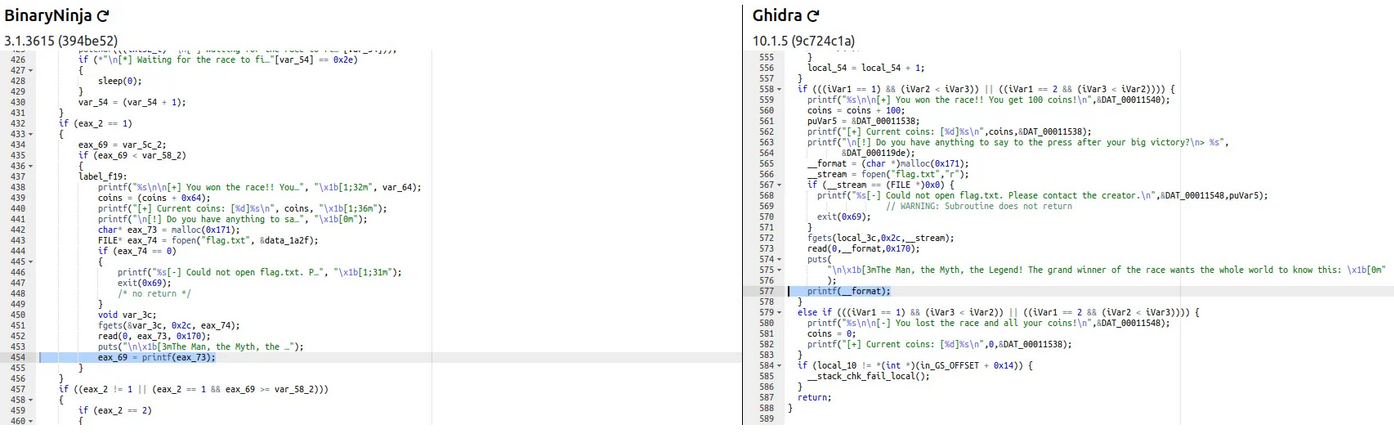 BinaryNinja
3.1.3615 (394be52)
426 if (*"\n[*] Waiting for the race to fi…"[var_54] == 0x2e)
427 {
428 sleep(0);
429 }
430 var_54 = (var_54 + 1);
431 }
432 if (eax_2 == 1)
433 {
434 eax_69 = var_5c_2;
435 if (eax_69 < var_58_2)
436 {
437 label_f19:
438 printf("%s\n\n[+] You won the race!! You…", "\x1b[1;32m", var_64);
439 coins = (coins + 0x64);
440 printf("[+] Current coins: [%d]%s\n", coins, "\x1b[1;36m")
441 printf("\n[!] Do you have anything to sa…", "\x1b[0m")
442 char* eax_73 = malloc(0x171);
443 FILE* eax_74 = fopen("flag.txt", &data_1a2f);
444 if (eax_74 == 0)
445 {
446 printf("%s[-] Could not open flag.txt. P…", "\x1b[1;31m");
447 exit(0x69);
448 /* no return */
449 }
450 void var_3c;
451 fgets(&var_3c, 0x2c, eax_74);
452 read(0, eax_73, 0x170);
453 puts("\n\x1b[3mThe Man, the Myth, the …");
454 eax_69 = printf(eax_73);
455 }
456 }
457 if ((eax_2 != 1 || (eax_2 == 1 && eax_69 >= var_58_2)))
458 {
459 if (eax_2 == 2)
460 {
Ghidra
10.1.5 (9c724c1a)
555 }
556 local_54 = local_54 + 1;
557 }
558 if (((iVar1 == 1) && (iVar2 < iVar3)) || ((iVar1 == 2 && (iVar3 < iVar2)))) {
559 printf("%s\n\n[+] You won the race!! You get 100 coins!\n",&DAT_00011540);
560 coins = coins + 100;
561 puVar5 = &DAT_00011538;
562 printf("[+] Current coins: [%d]%s\n",coins,&DAT_00011538);
563 printf("\n[!] Do you have anything to say to the press after your big victory?\n> %s",
564 &DAT_000119de);
565 __format = (char *)malloc(0x171);
566 __stream = fopen("flag.txt","r");
567 if (__stream == (FILE *)0x0) {
568 printf("%s[-] Could not open flag.txt. Please contact the creator.\n",&DAT_00011548,puVar5);
569 // WARNING: Subroutine does not return
570 exit(0x69);
571 }
572 fgets(local_3c,0x2c,__stream);
573 read(0,__format,0x170);
574 puts(
575 "\n\x1b[3mThe Man, the Myth, the Legend! The grand winner of the race wants the whole world to know this: \x1b[0m"
576 );
577 printf(__format);
578 }
579 else if (((iVar1 == 1) && (iVar3 < iVar2)) || ((iVar1 == 2 && (iVar2 < iVar3)))) {
580 printf("%s\n\n[-] You lost the race and all your coins!\n",&DAT_00011548);
581 coins = 0;
582 printf("[+] Current coins: [%d]%s\n",0,&DAT_00011538);
583 }
584 if (local_10 != *(int *)(in_GS_OFFSET + 0x14)) {
585 __stack_chk_fail_local();
586 }
587 return;
588 }
589